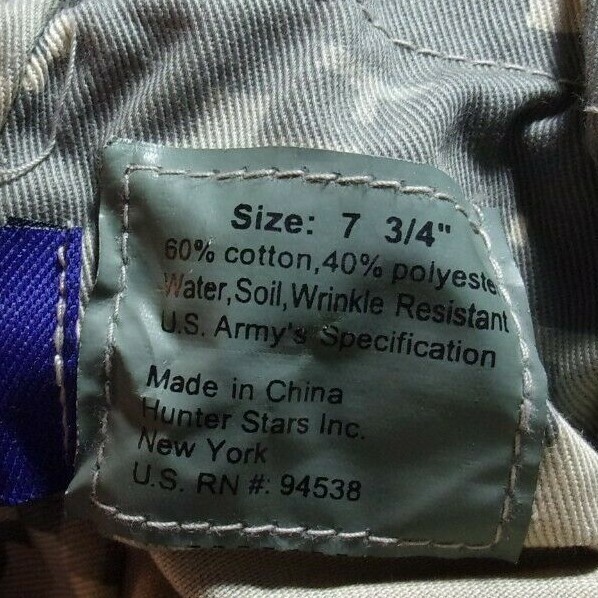 Size: 7 3/4"
60% cotton,40% polyeste
Water,Soil,Wrinkle Resistant
U.S. Army's Specification
Made in China
Hunter Stars Inc.
New York
U.S. RN #: 94538